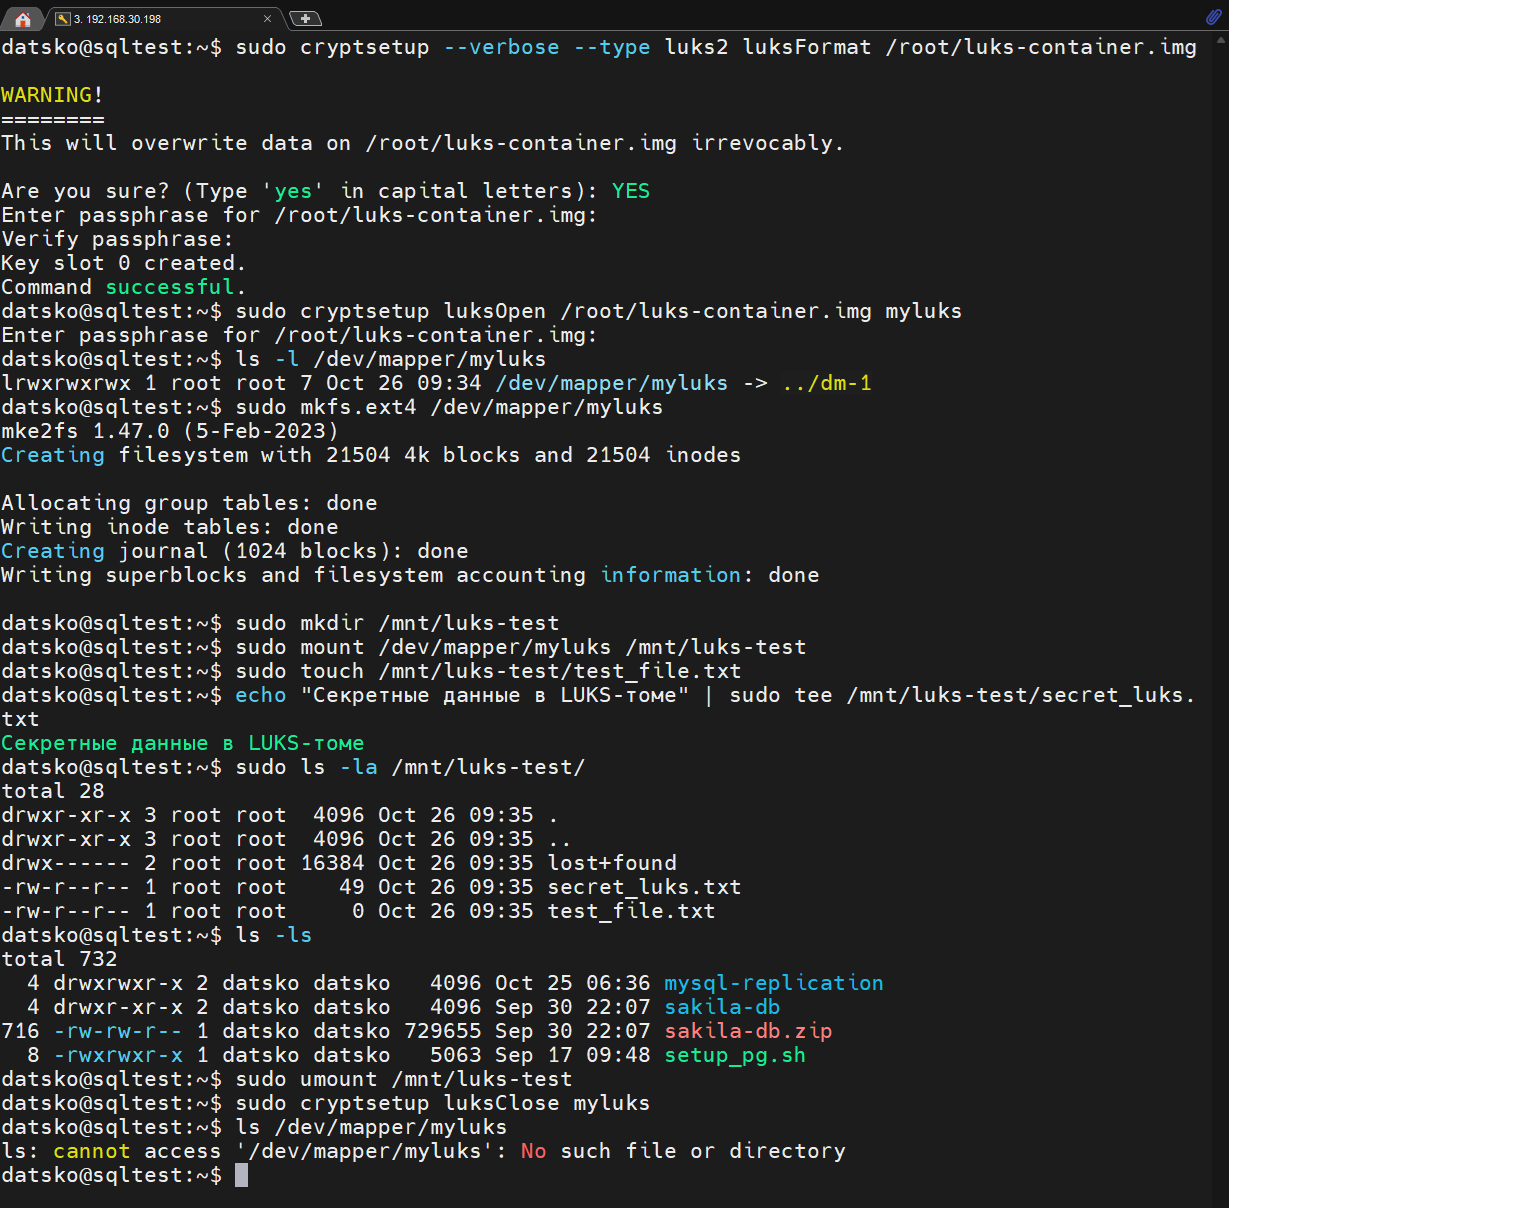 3. 192.168.30.198
datsko@sqltest:~$ sudo cryptsetup --verbose --type luks2 luksFormat /root/luks-container.img
WARNING!
========
This will overwrite data on /root/luks-container.img irrevocably.
Are you sure? (Type 'yes' in capital letters): YES
Enter passphrase for /root/luks-container.img:
Verify passphrase:
Key slot 0 created.
Command successful.
datsko@sqltest:~$ sudo cryptsetup luksOpen /root/luks-container.img myluks
Enter passphrase for /root/luks-container.img:
datsko@sqltest:~$ ls -l /dev/mapper/myluks
lrwxrwxrwx 1 root root 7 Oct 26 09:34 /dev/mapper/myluks -> ../dm-1
datsko@sqltest:~$ sudo mkfs.ext4 /dev/mapper/myluks
mke2fs 1.47.0 (5-Feb-2023)
Creating filesystem with 21504 4k blocks and 21504 inodes
Allocating group tables: done
Writing inode tables: done
Creating journal (1024 blocks): done
Writing superblocks and filesystem accounting information: done
datsko@sqltest:~$ sudo mkdir /mnt/luks-test
datsko@sqltest:~$ sudo mount /dev/mapper/myluks /mnt/luks-test
datsko@sqltest:~$ sudo touch /mnt/luks-test/test_file.txt
datsko@sqltest:~$ echo "Секретные данные в LUKS-томе" | sudo tee /mnt/luks-test/secret_luks.
txt
Секретные данные в LUKS-томе
datsko@sqltest:~$ sudo ls -la /mnt/luks-test/
total 28
drwxr-xr-x 3 root root  4096 Oct 26 09:35 .
drwxr-xr-x 3 root root  4096 Oct 26 09:35 ..
drwx------ 2 root root 16384 Oct 26 09:35 lost+found
-rw-r--r-- 1 root root    49 Oct 26 09:35 secret_luks.txt
-rw-r--r-- 1 root root     0 Oct 26 09:35 test_file.txt
datsko@sqltest:~$ ls -ls
total 732
  4 drwxrwxr-x 2 datsko datsko   4096 Oct 25 06:36 mysql-replication
  4 drwxr-xr-x 2 datsko datsko   4096 Sep 30 22:07 sakila-db
716 -rw-rw-r-- 1 datsko datsko 729655 Sep 30 22:07 sakila-db.zip
  8 -rwxrwxr-x 1 datsko datsko   5063 Sep 17 09:48 setup_pg.sh
datsko@sqltest:~$ sudo umount /mnt/luks-test
datsko@sqltest:~$ sudo cryptsetup luksClose myluks
datsko@sqltest:~$ ls /dev/mapper/myluks
ls: cannot access '/dev/mapper/myluks': No such file or directory
datsko@sqltest:~$